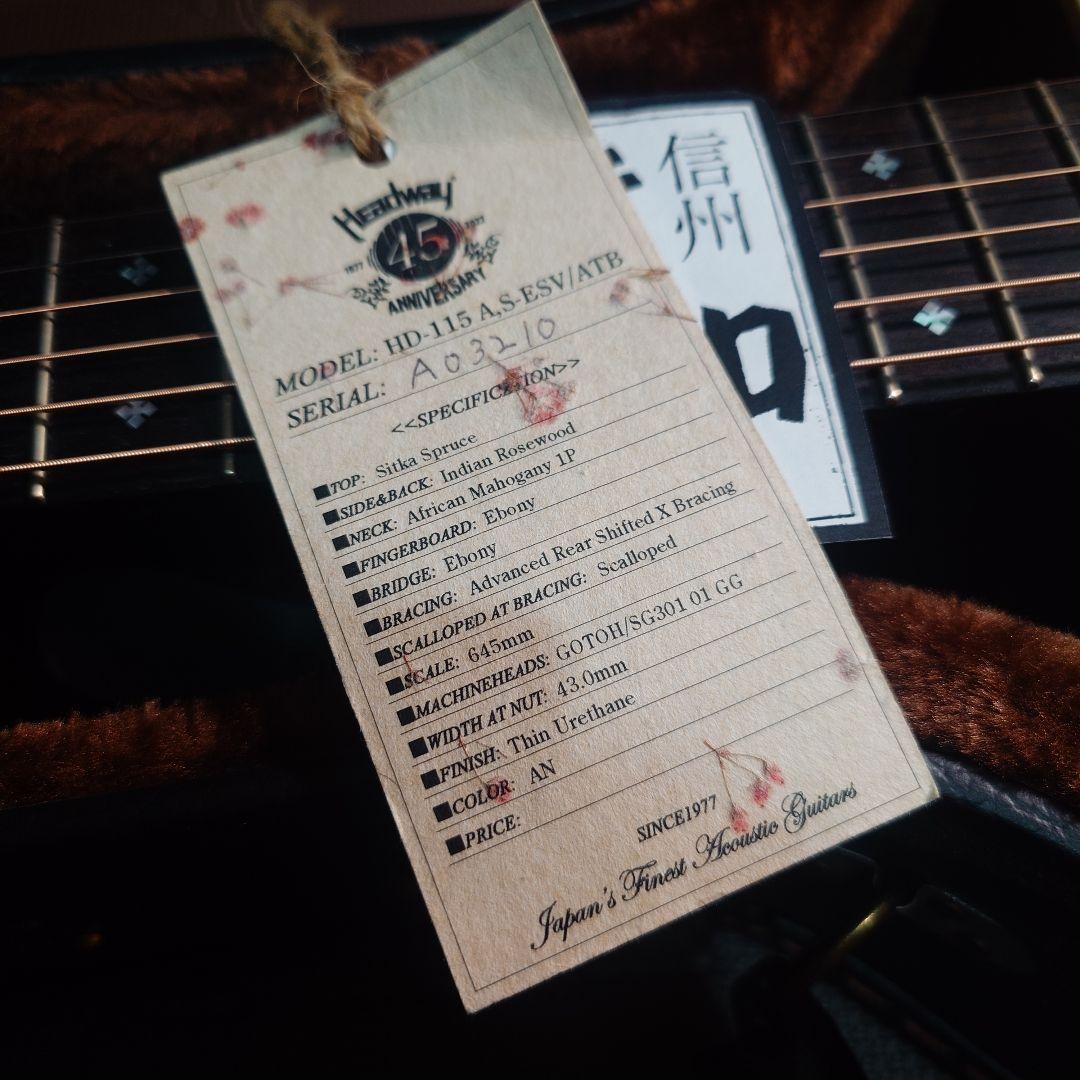 Headway
45
1977
ANNIVERSARY
MODEL: HD-115 A,S-ESV/ATB
SERIAL: A03210
<<SPECIFICATION>>
■TOP: Sitka Spruce
■SIDE&BACK: Indian Rosewood
■NECK: African Mahogany 1P
■FINGERBOARD: Ebony
■BRIDGE: Ebony
■BRACING: Advanced Rear Shifted X Bracing
■SCALLOPED AT BRACING: Scalloped
■SCALE: 645mm
■MACHINEHEADS: GOTOH/SG301 01 GG
■WIDTH AT NUT: 43.0mm
■FINISH: Thin Urethane
■COLOR: AN
■PRICE:
SINCE1977
Japan's Finest Acoustic Guitars
信州